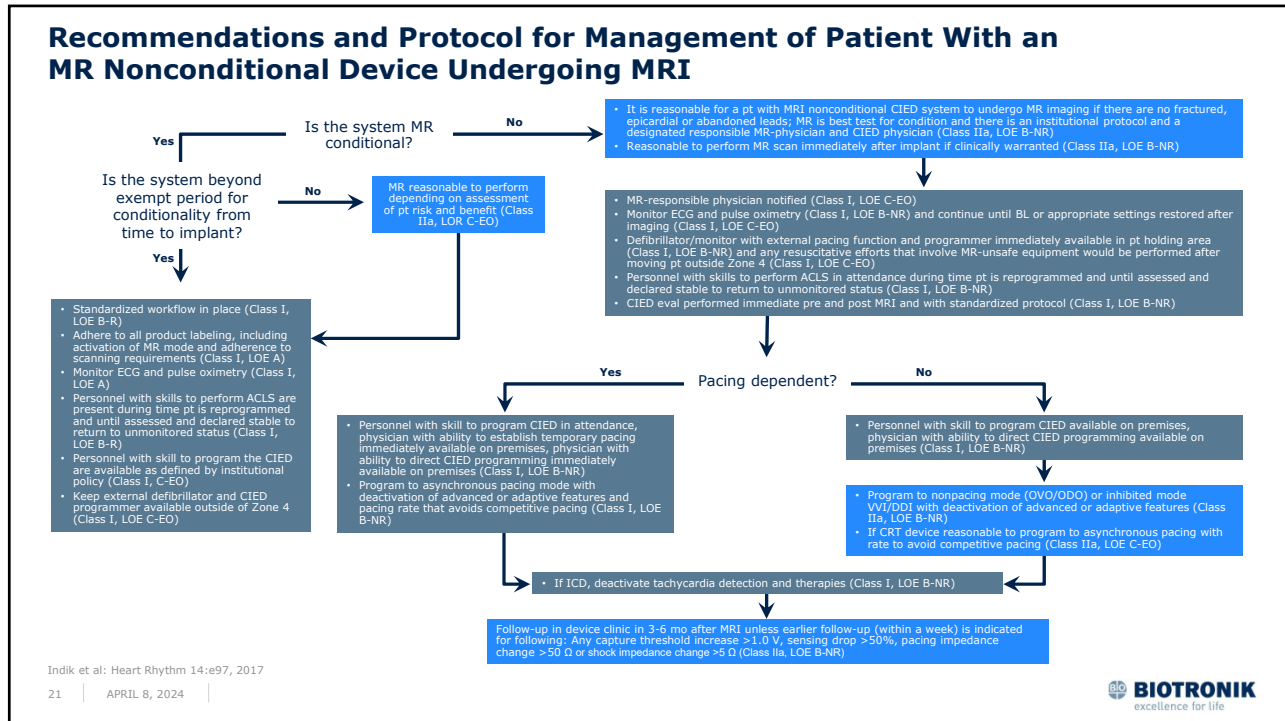 Recommendations and Protocol for Management of Patient With an
MR Nonconditional Device Undergoing MRI
Is the system MR
conditional?
Yes
No
• It is reasonable for a pt with MRI nonconditional CIED system to undergo MR imaging if there are no fractured,
epicardial or abandoned leads; MR is best test for condition and there is an institutional protocol and a
designated responsible MR-physician and CIED physician (Class IIa, LOE B-NR)
• Reasonable to perform MR scan immediately after implant if clinically warranted (Class IIa, LOE B-NR)
Is the system beyond
exempt period for
conditionality from
time to implant?
No
Yes
MR reasonable to perform
depending on assessment
of pt risk and benefit (Class
IIa, LOR C-EO)
• MR-responsible physician notified (Class I, LOE C-EO)
• Monitor ECG and pulse oximetry (Class I, LOE B-NR) and continue until BL or appropriate settings restored after
imaging (Class I, LOE C-EO)
• Defibrillator/monitor with external pacing function and programmer immediately available in pt holding area
(Class I, LOE B-NR) and any resuscitative efforts that involve MR-unsafe equipment would be performed after
moving pt outside Zone 4 (Class I, LOE C-EO)
• Personnel with skills to perform ACLS in attendance during time pt is reprogrammed and until assessed and
declared stable to return to unmonitored status (Class I, LOE B-NR)
• CIED eval performed immediate pre and post MRI and with standardized protocol (Class I, LOE B-NR)
• Standardized workflow in place (Class I,
LOE B-R)
• Adhere to all product labeling, including
activation of MR mode and adherence to
scanning requirements (Class I, LOE A)
• Monitor ECG and pulse oximetry (Class I,
LOE A)
• Personnel with skills to perform ACLS are
present during time pt is reprogrammed
and until assessed and declared stable to
return to unmonitored status (Class I,
LOE B-R)
• Personnel with skill to program the CIED
are available as defined by institutional
policy (Class I, C-EO)
• Keep external defibrillator and CIED
programmer available outside of Zone 4
(Class I, LOE C-EO)
Pacing dependent?
Yes
No
• Personnel with skill to program CIED in attendance,
physician with ability to establish temporary pacing
immediately available on premises, physician with
ability to direct CIED programming immediately
available on premises (Class I, LOE B-NR)
• Program to asynchronous pacing mode with
deactivation of advanced or adaptive features and
pacing rate that avoids competitive pacing (Class I, LOE
B-NR)
• Personnel with skill to program CIED available on premises,
physician with ability to direct CIED programming available on
premises (Class I, LOE B-NR)
• Program to nonpacing mode (OVO/ODO) or inhibited mode
VVI/DDI with deactivation of advanced or adaptive features (Class
IIa, LOE B-NR)
• If CRT device reasonable to program to asynchronous pacing with
rate to avoid competitive pacing (Class IIa, LOE C-EO)
• If ICD, deactivate tachycardia detection and therapies (Class I, LOE B-NR)
Follow-up in device clinic in 3-6 mo after MRI unless earlier follow-up (within a week) is indicated
for following: Any capture threshold increase >1.0 V, sensing drop >50%, pacing impedance
change >50 Ω or shock impedance change >5 Ω (Class IIa, LOE B-NR)
Indik et al: Heart Rhythm 14:e97, 2017
21 APRIL 8, 2024
BIO BIOTRONIK
excellence for life